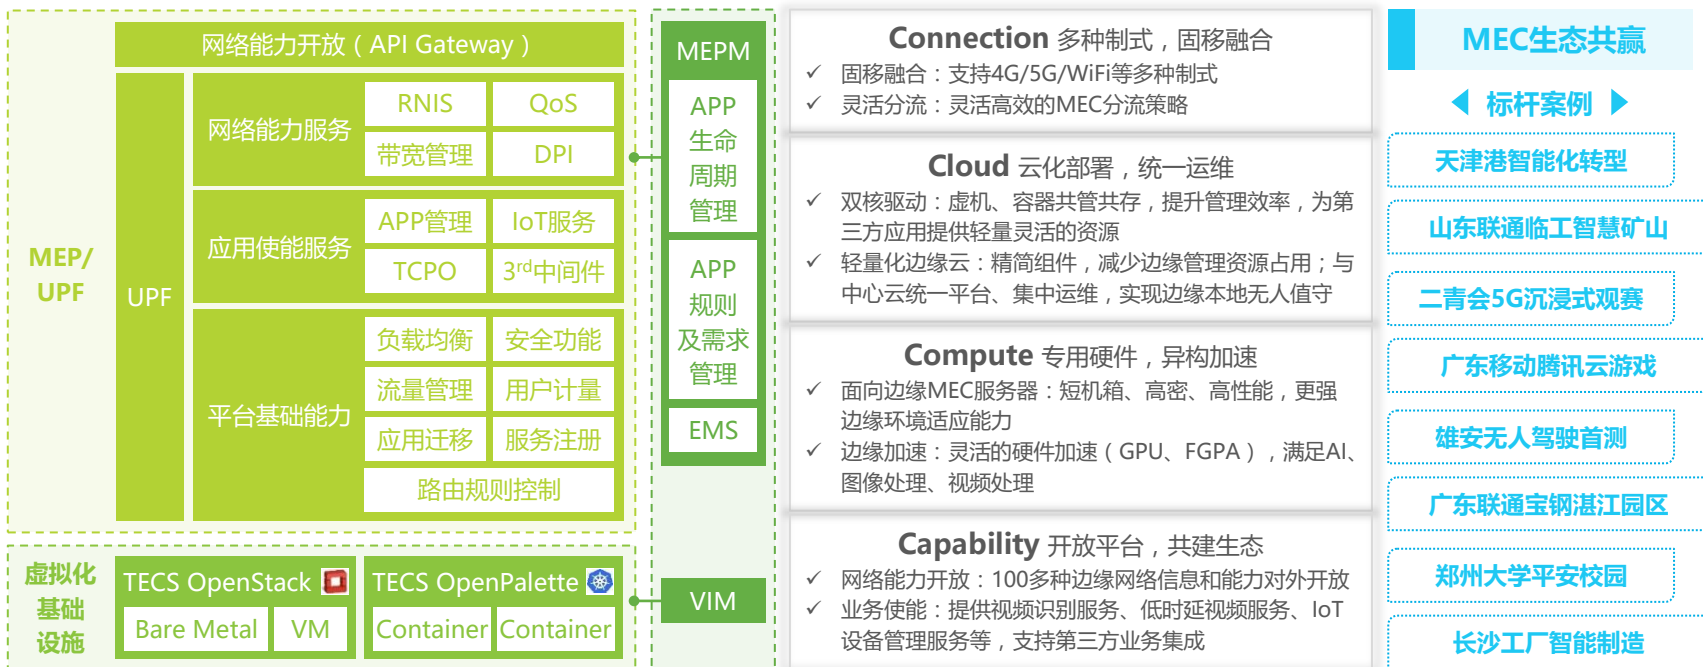 网络能力开放（API Gateway）
MEP/
UPF
UPF
网络能力服务
RNIS
QoS
带宽管理
DPI
应用使能服务
APP管理
IoT服务
TCPO
3rd中间件
平台基础能力
负载均衡
安全功能
流量管理
用户计量
应用迁移
服务注册
路由规则控制
虚拟化
基础
设施
TECS OpenStack
Bare Metal
VM
TECS OpenPalette
Container
Container
MEPM
APP
生命
周期
管理
APP
规则
及需求
管理
EMS
VIM
Connection 多种制式，固移融合
✓ 固移融合：支持4G/5G/WiFi等多种制式
✓ 灵活分流：灵活高效的MEC分流策略
Cloud 云化部署，统一运维
✓ 双核驱动：虚机、容器共管共存，提升管理效率，为第
三方应用提供轻量灵活的资源
✓ 轻量化边缘云：精简组件，减少边缘管理资源占用；与
中心云统一平台、集中运维，实现边缘本地无人值守
Compute 专用硬件，异构加速
✓ 面向边缘MEC服务器：短机箱、高密、高性能，更强
边缘环境适应能力
✓ 边缘加速：灵活的硬件加速（GPU、FGPA），满足AI、
图像处理、视频处理
Capability 开放平台，共建生态
✓ 网络能力开放：100多种边缘网络信息和能力对外开放
✓ 业务使能：提供视频识别服务、低时延视频服务、IoT
设备管理服务等，支持第三方业务集成
MEC生态共赢
标杆案例
天津港智能化转型
山东联通临工智慧矿山
二青会5G沉浸式观赛
广东移动腾讯云游戏
雄安无人驾驶首测
广东联通宝钢湛江园区
郑州大学平安校园
长沙工厂智能制造